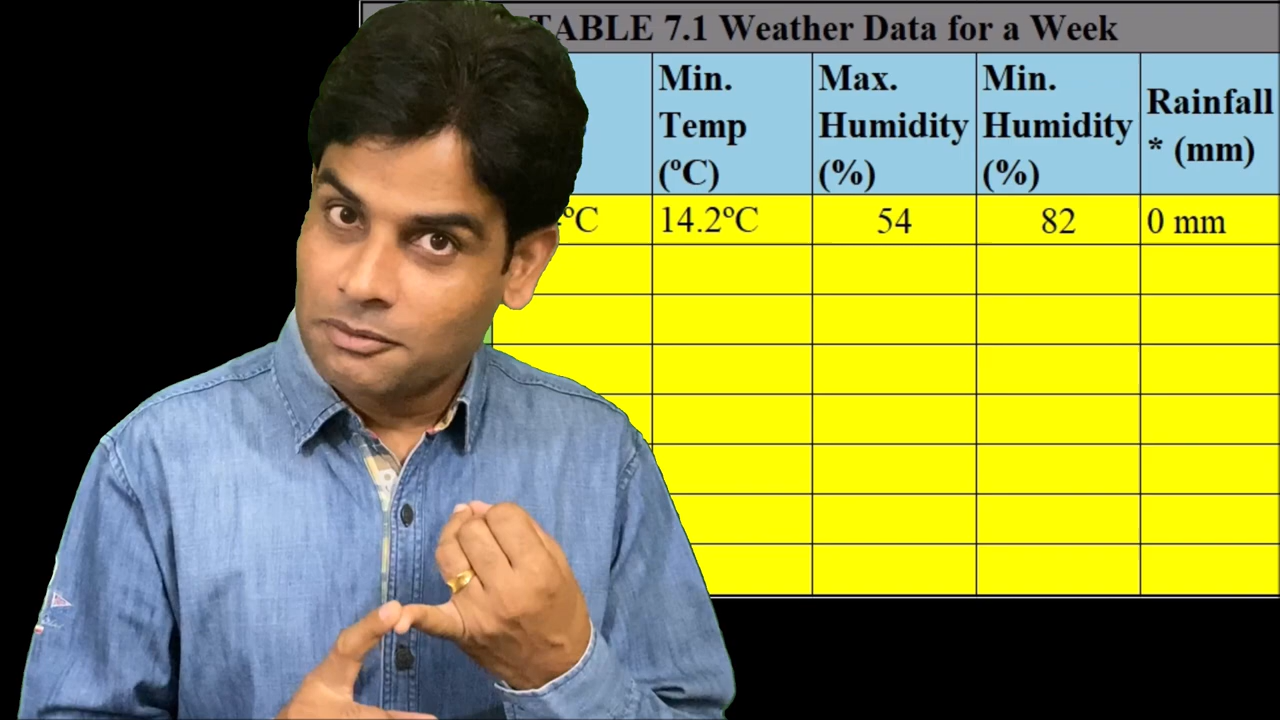 TABLE 7.1 Weather Data for a Week
Min. Temp (ºC)
Max. Humidity (%)
Min. Humidity (%)
Rainfall * (mm)
ºC 14.2ºC 54 82 0 mm